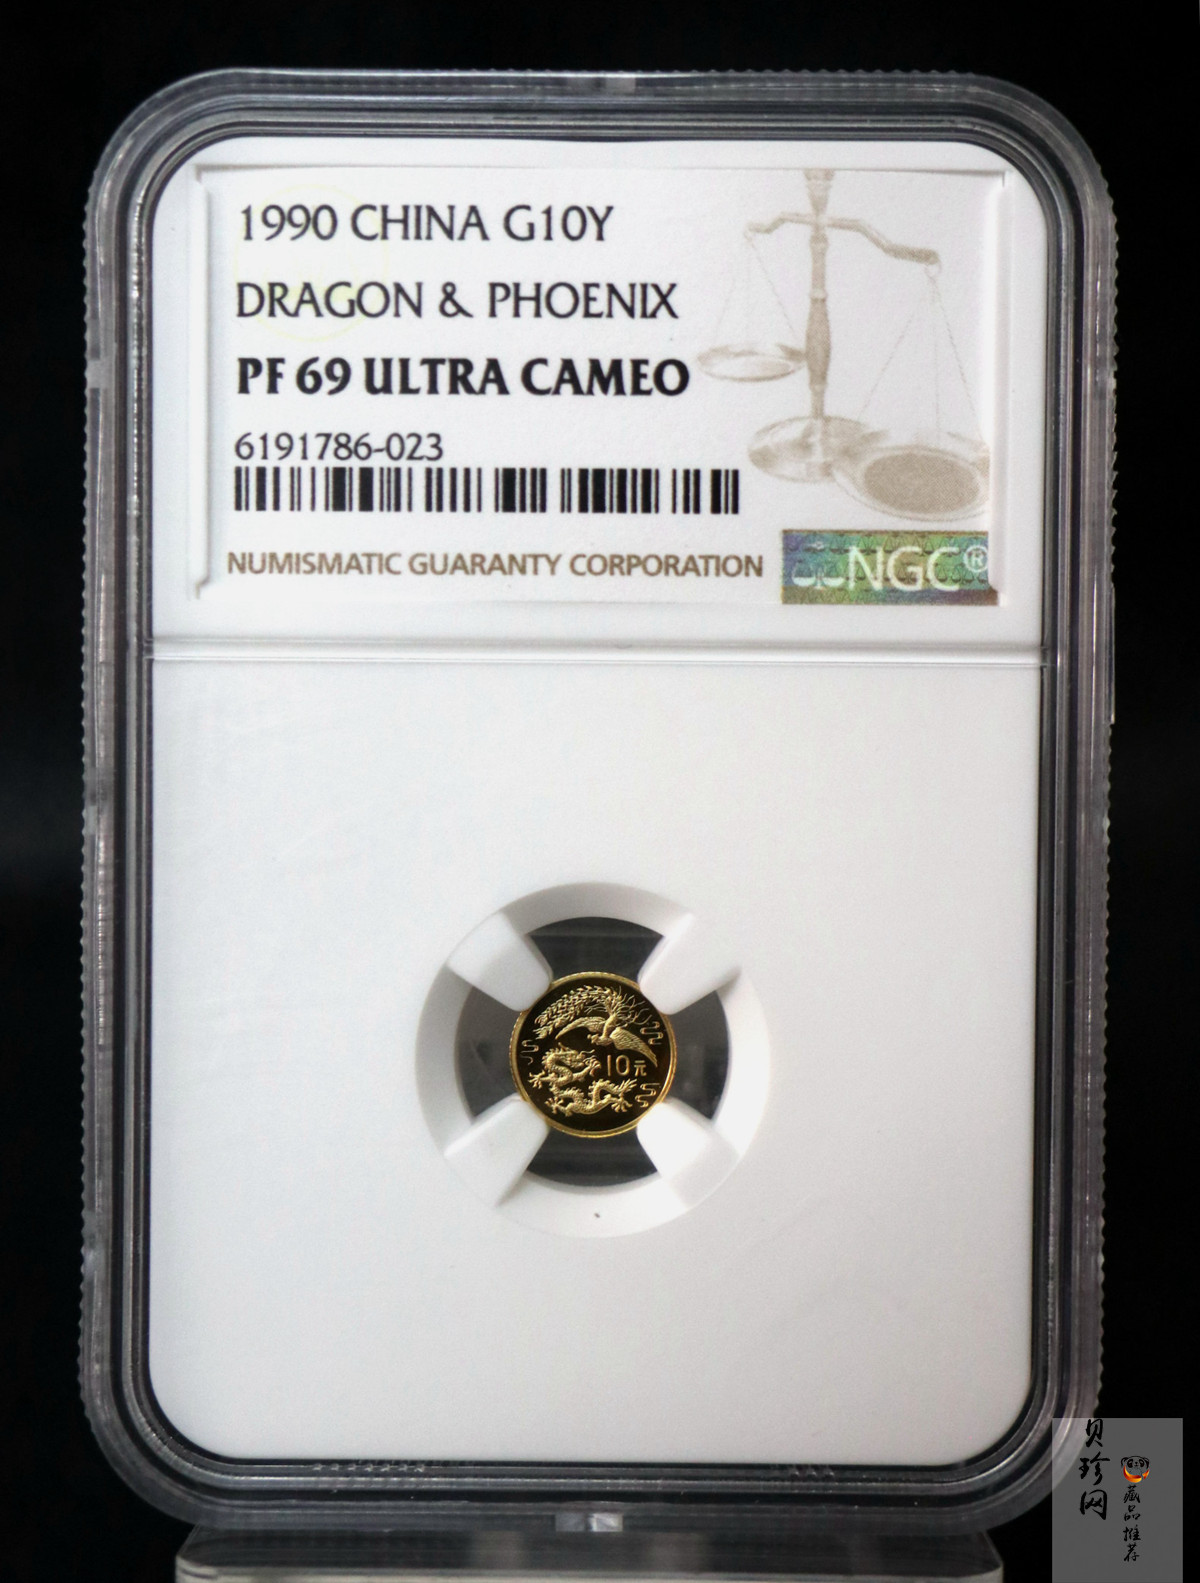 1990 CHINA G10Y
DRAGON & PHOENIX
PF 69 ULTRA CAMEO
6191786-023
NUMISMATIC GUARANTY CORPORATION
NGC®
10元
贝珍网
藏品推荐